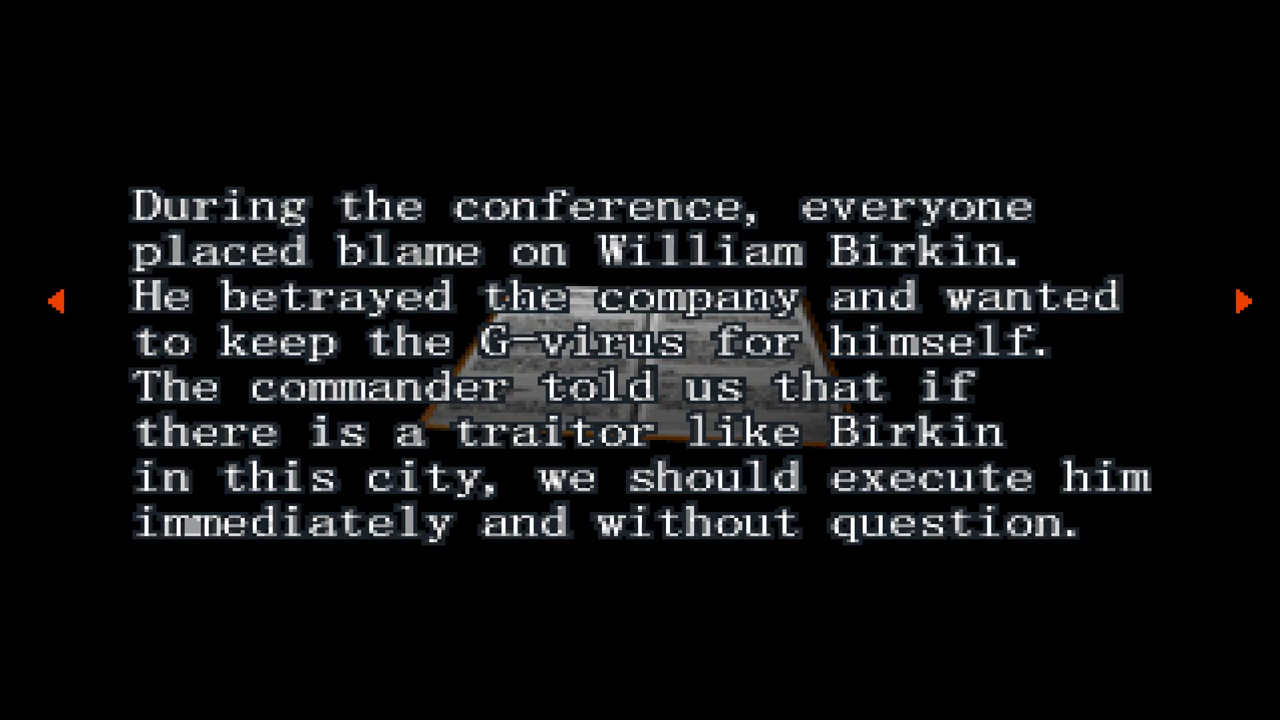 During the conference, everyone
placed blame on William Birkin.
He betrayed the company and wanted
to keep the G-virus for himself.
The commander told us that if
there is a traitor like Birkin
in this city, we should execute him
immediately and without question.